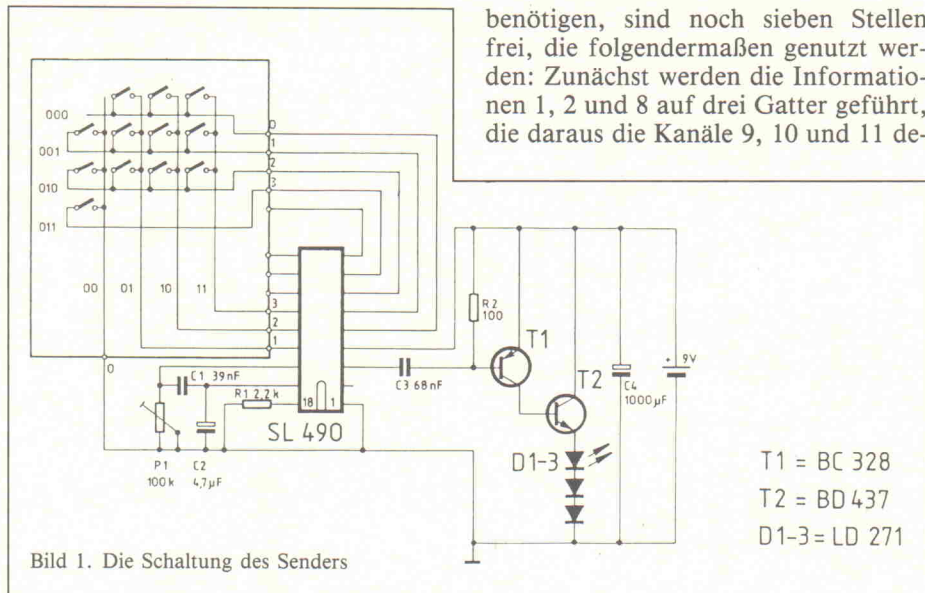 benötigen, sind noch sieben Stellen
frei, die folgendermaßen genutzt wer-
den: Zunächst werden die Informatio-
nen 1, 2 und 8 auf drei Gatter geführt,
die daraus die Kanäle 9, 10 und 11 de-
000
001
010
011
00 01 10 11
0
1
2
3
3
2
1
0
C1 39nF
R1 2,2k
P1
100k
C2
4,7µF
18 1
SL 490
C3 68nF
R2
100
T1
T2
D1-3
C4
1000µF
+ 9V
T1 = BC 328
T2 = BD 437
D1-3 = LD 271
Bild 1. Die Schaltung des Senders